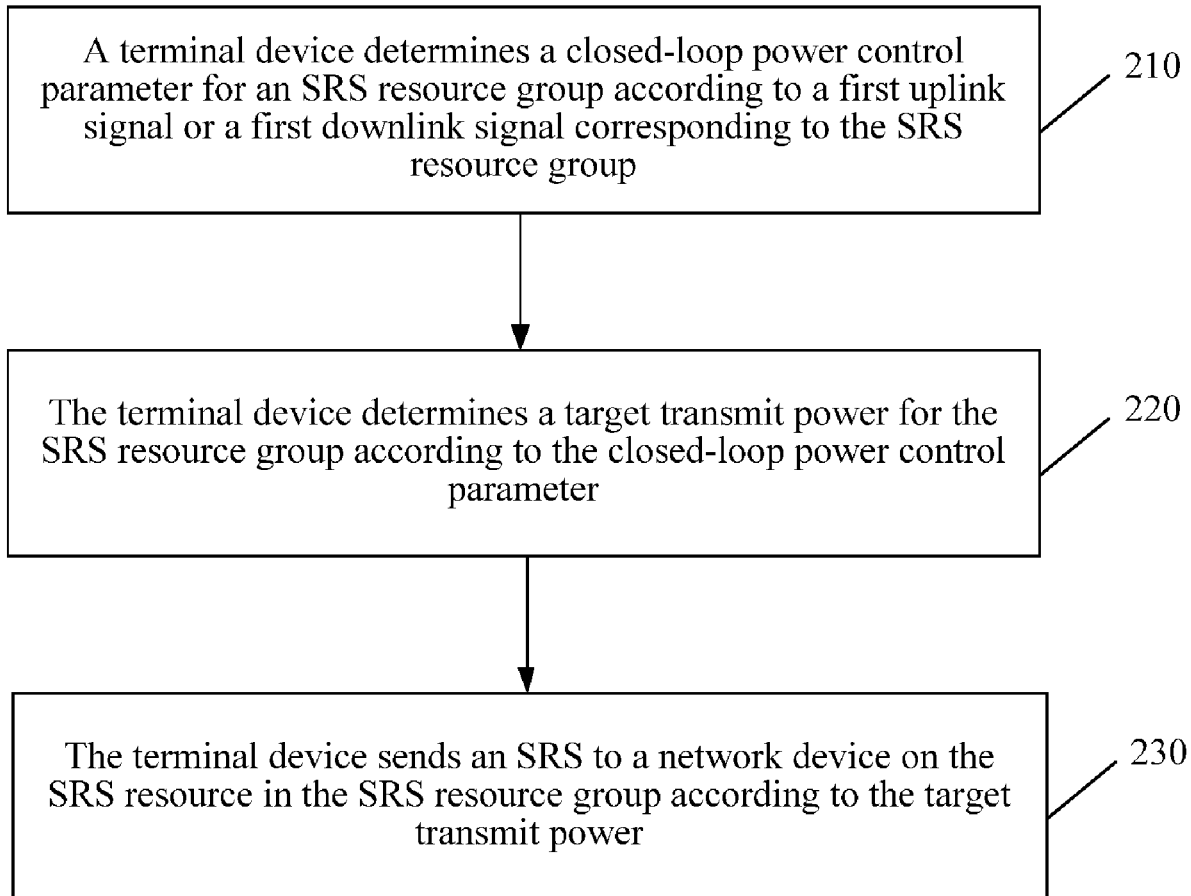 A terminal device determines a closed-loop power control
parameter for an SRS resource group according to a first uplink
signal or a first downlink signal corresponding to the SRS
resource group
210
The terminal device determines a target transmit power for the
SRS resource group according to the closed-loop power control
parameter
220
The terminal device sends an SRS to a network device on the
SRS resource in the SRS resource group according to the target
transmit power
230